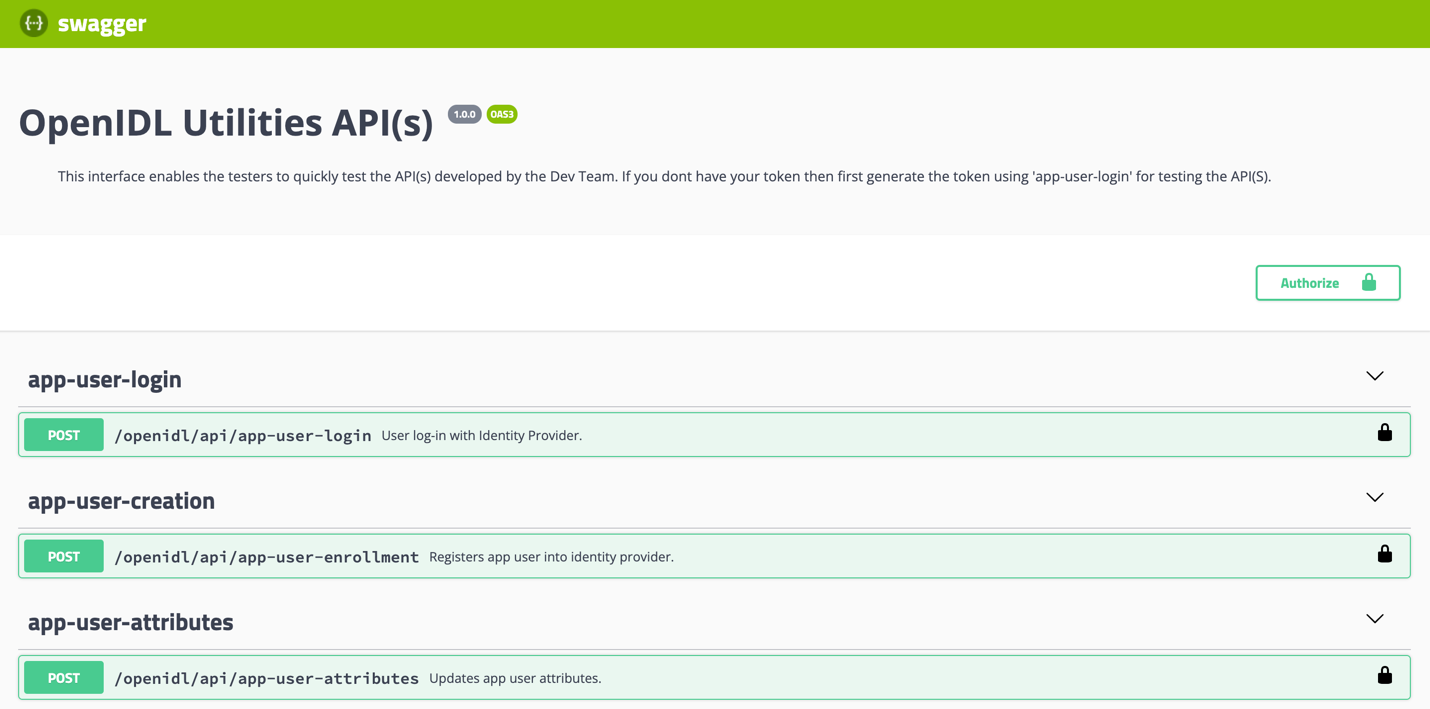 {···} swagger
OpenIDL Utilities API(s) 1.0.0 OAS3
This interface enables the testers to quickly test the API(s) developed by the Dev Team. If you dont have your token then first generate the token using 'app-user-login' for testing the API(S).
Authorize
app-user-login
POST /openidl/api/app-user-login User log-in with Identity Provider.
app-user-creation
POST /openidl/api/app-user-enrollment Registers app user into identity provider.
app-user-attributes
POST /openidl/api/app-user-attributes Updates app user attributes.